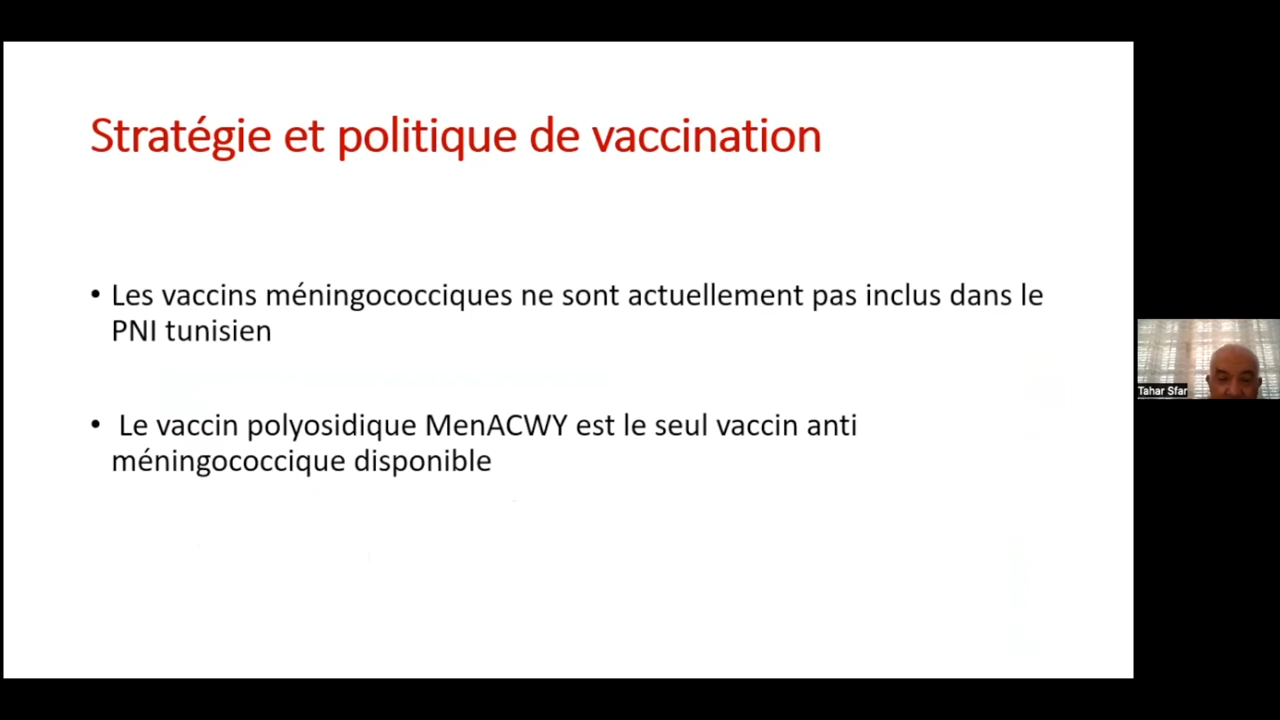 Stratégie et politique de vaccination
• Les vaccins méningococciques ne sont actuellement pas inclus dans le
PNI tunisien
• Le vaccin polyosidique MenACWY est le seul vaccin anti
méningococcique disponible
Tahar Sfar